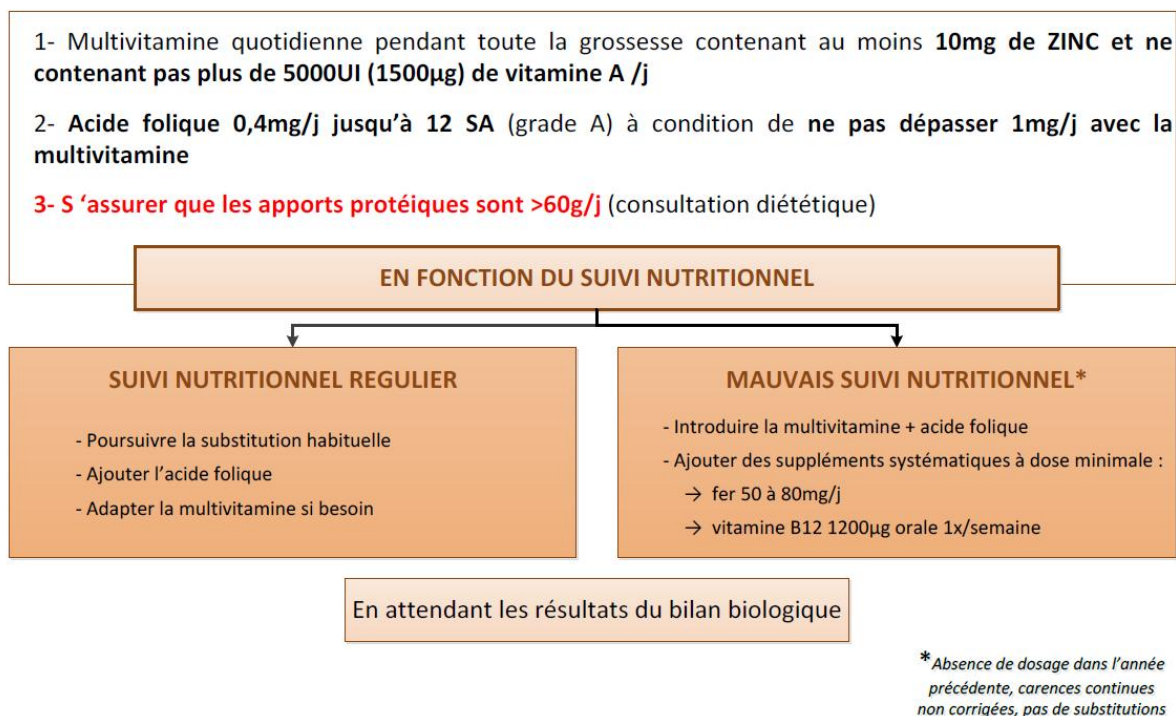 1- Multivitamine quotidienne pendant toute la grossesse contenant au moins 10mg de ZINC et ne
contenant pas plus de 5000UI (1500µg) de vitamine A /j
2- Acide folique 0,4mg/j jusqu'à 12 SA (grade A) à condition de ne pas dépasser 1mg/j avec la
multivitamine
3- S 'assurer que les apports protéiques sont >60g/j (consultation diététique)
EN FONCTION DU SUIVI NUTRITIONNEL
SUIVI NUTRITIONNEL REGULIER
- Poursuivre la substitution habituelle
- Ajouter l'acide folique
- Adapter la multivitamine si besoin
MAUVAIS SUIVI NUTRITIONNEL*
- Introduire la multivitamine + acide folique
- Ajouter des suppléments systématiques à dose minimale :
→ fer 50 à 80mg/j
→ vitamine B12 1200µg orale 1x/semaine
En attendant les résultats du bilan biologique
*Absence de dosage dans l'année
précédente, carences continues
non corrigées, pas de substitutions